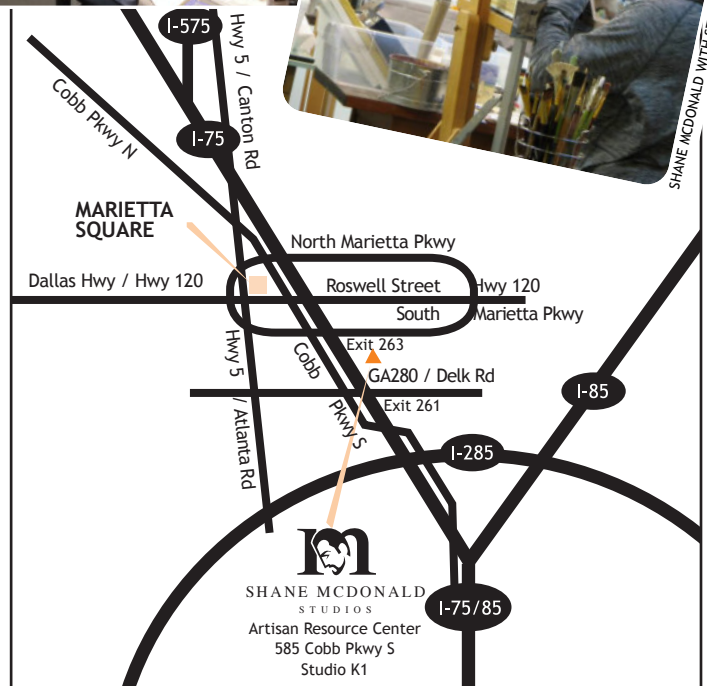 I-575
Hwy 5 / Canton Rd
Cobb Pkwy N
I-75
SHANE MCDONALD WITH
MARIETTA
SQUARE
North Marietta Pkwy
Dallas Hwy / Hwy 120
Roswell Street
Hwy 120
South
Marietta Pkwy
Exit 263
Hwy 5 / Atlanta Rd
Cobb Pkwy S
GA280 / Delk Rd
Exit 261
I-85
I-285
m
SHANE MCDONALD
STUDIOS
I-75/85
Artisan Resource Center
585 Cobb Pkwy S
Studio K1